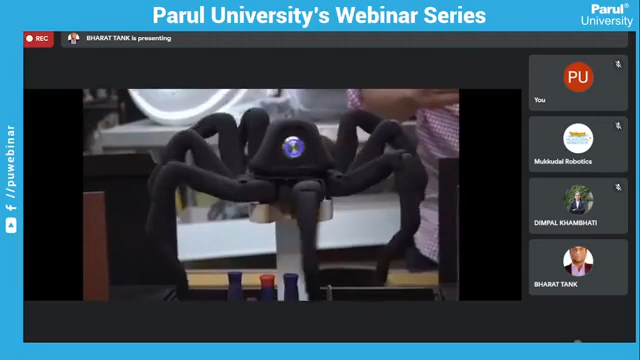 Parul University's Webinar Series
Parul®
University
REC
BHARAT TANK is presenting
PU
You
Mukkudal Robotics
DIMPAL KHAMBHATI
BHARAT TANK
//puwebinar